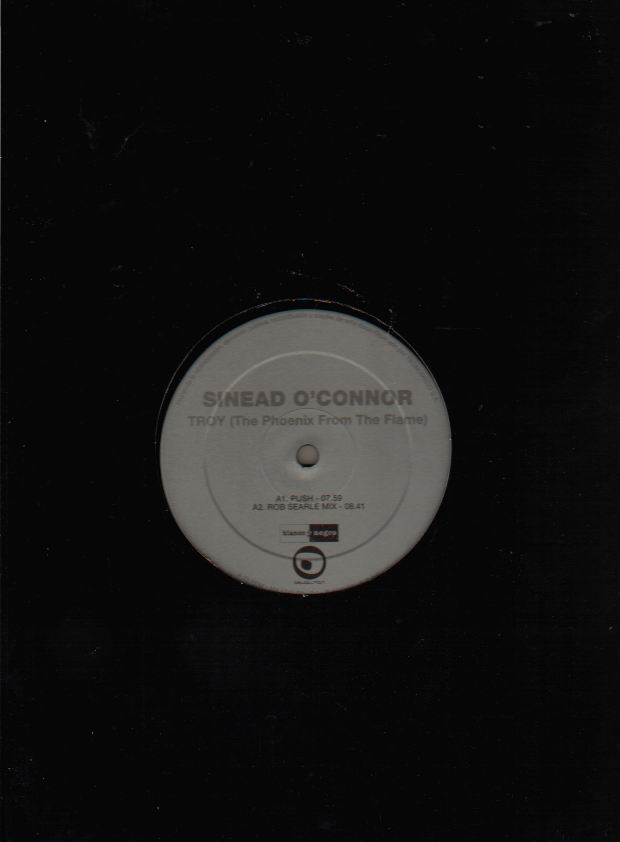 SINEAD O'CONNOR
TROY (The Phoenix From The Flame)
A1. PUSH - 07.59
A2. ROB SEARLE MIX - 08.41
blanco y negro